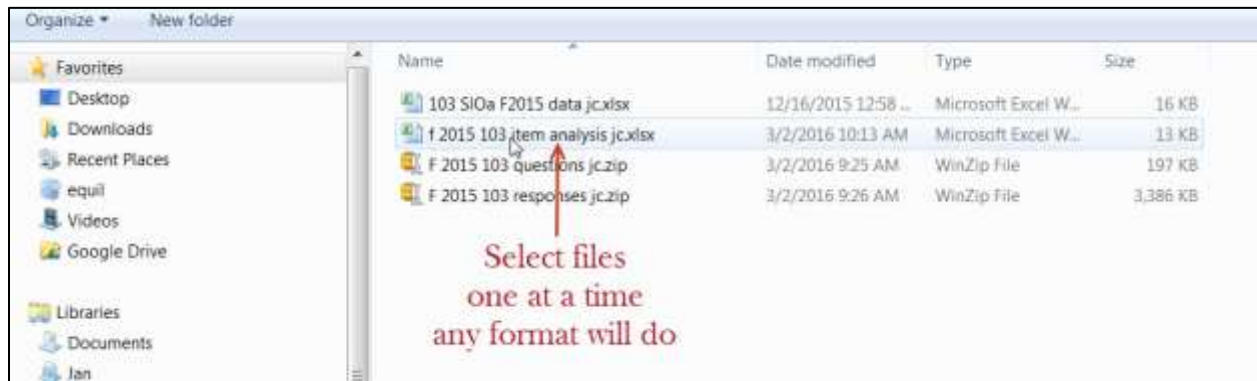 Organize New folder
Favorites
Desktop
Downloads
Recent Places
equil
Videos
Google Drive
Libraries
Documents
Jan
Name Date modified Type Size
103 SlOa F2015 data jc.xlsx 12/16/2015 12:58 ... Microsoft Excel W... 16 KB
f 2015 103 item analysis jc.xlsx 3/2/2016 10:13 AM Microsoft Excel W... 13 KB
F 2015 103 questions jc.zip 3/2/2016 9:25 AM WinZip File 197 KB
F 2015 103 responses jc.zip 3/2/2016 9:26 AM WinZip File 3,386 KB
Select files
one at a time
any format will do